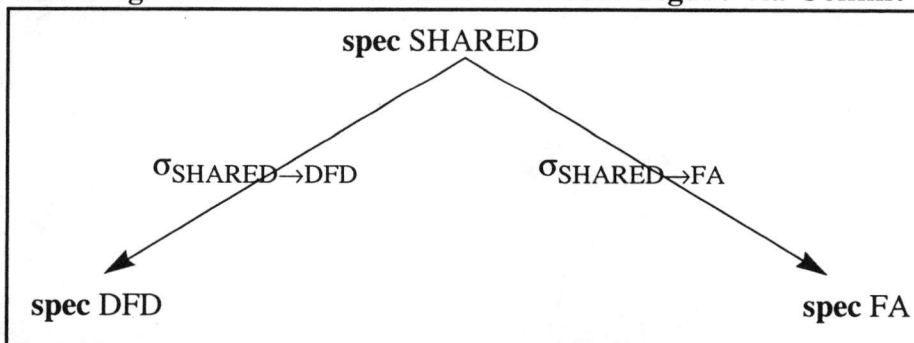 spec SHARED
σSHARED→DFD
σSHARED→FA
spec DFD
spec FA